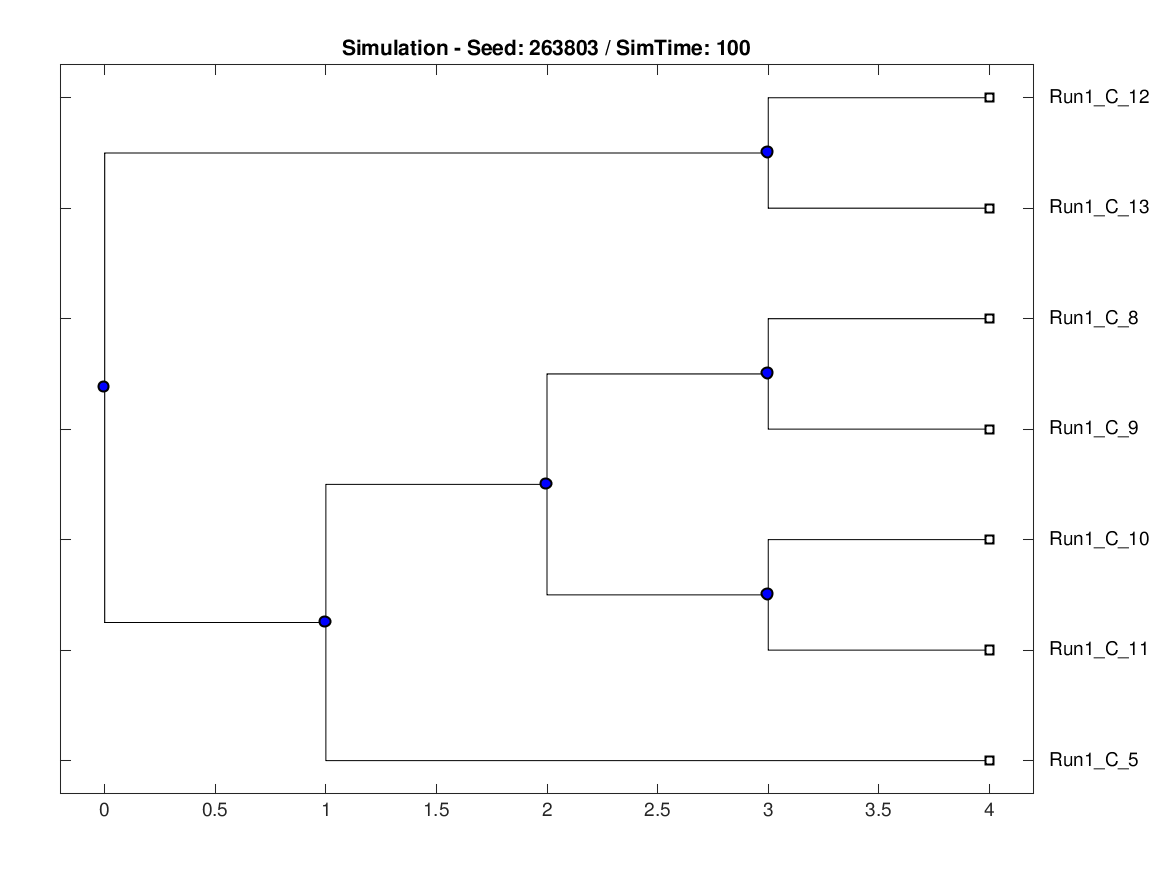 Simulation - Seed: 263803 / SimTime: 100
Run1_C_12
Run1_C_13
Run1_C_8
Run1_C_9
Run1_C_10
Run1_C_11
Run1_C_5
0 0.5 1 1.5 2 2.5 3 3.5 4